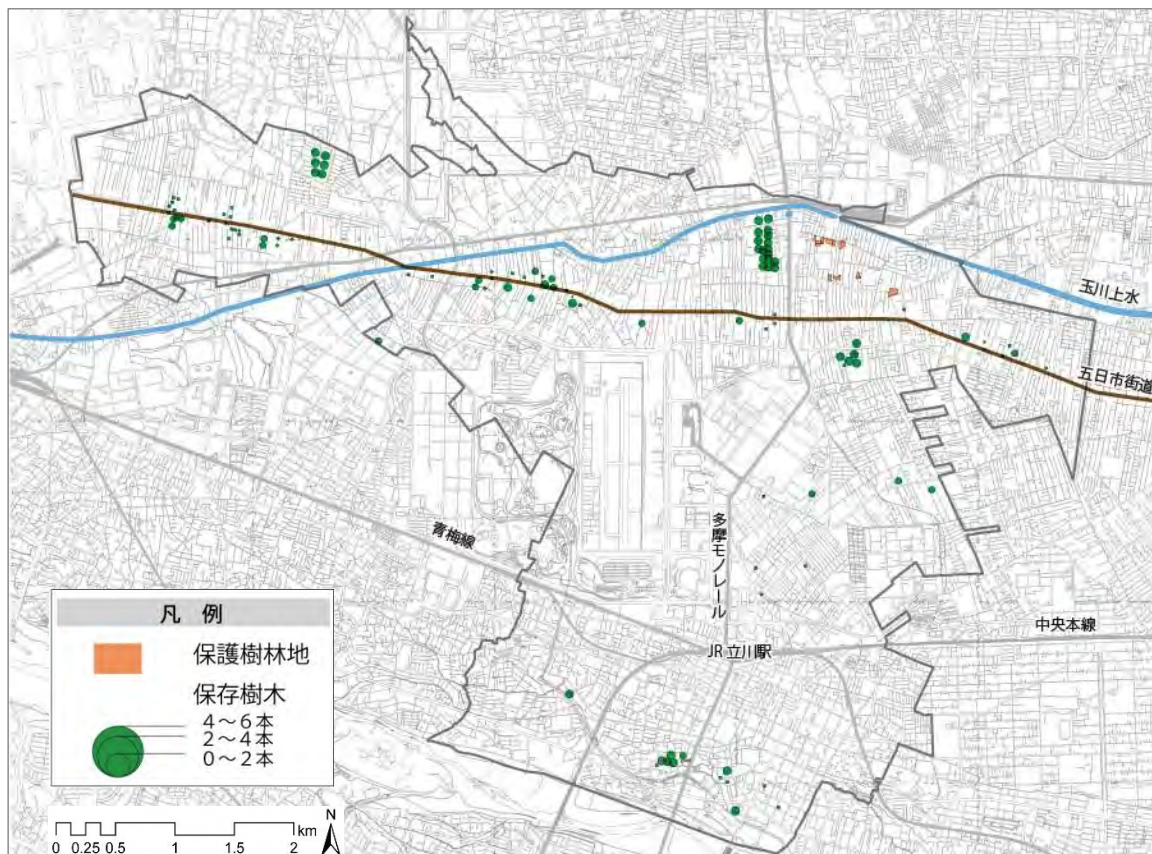 玉川上水
五日市街道
青梅線
多摩モノレール
中央本線
JR立川駅
凡 例
保護樹林地
保存樹木
4～6本
2～4本
0～2本
N
km
0 0.25 0.5 1 1.5 2